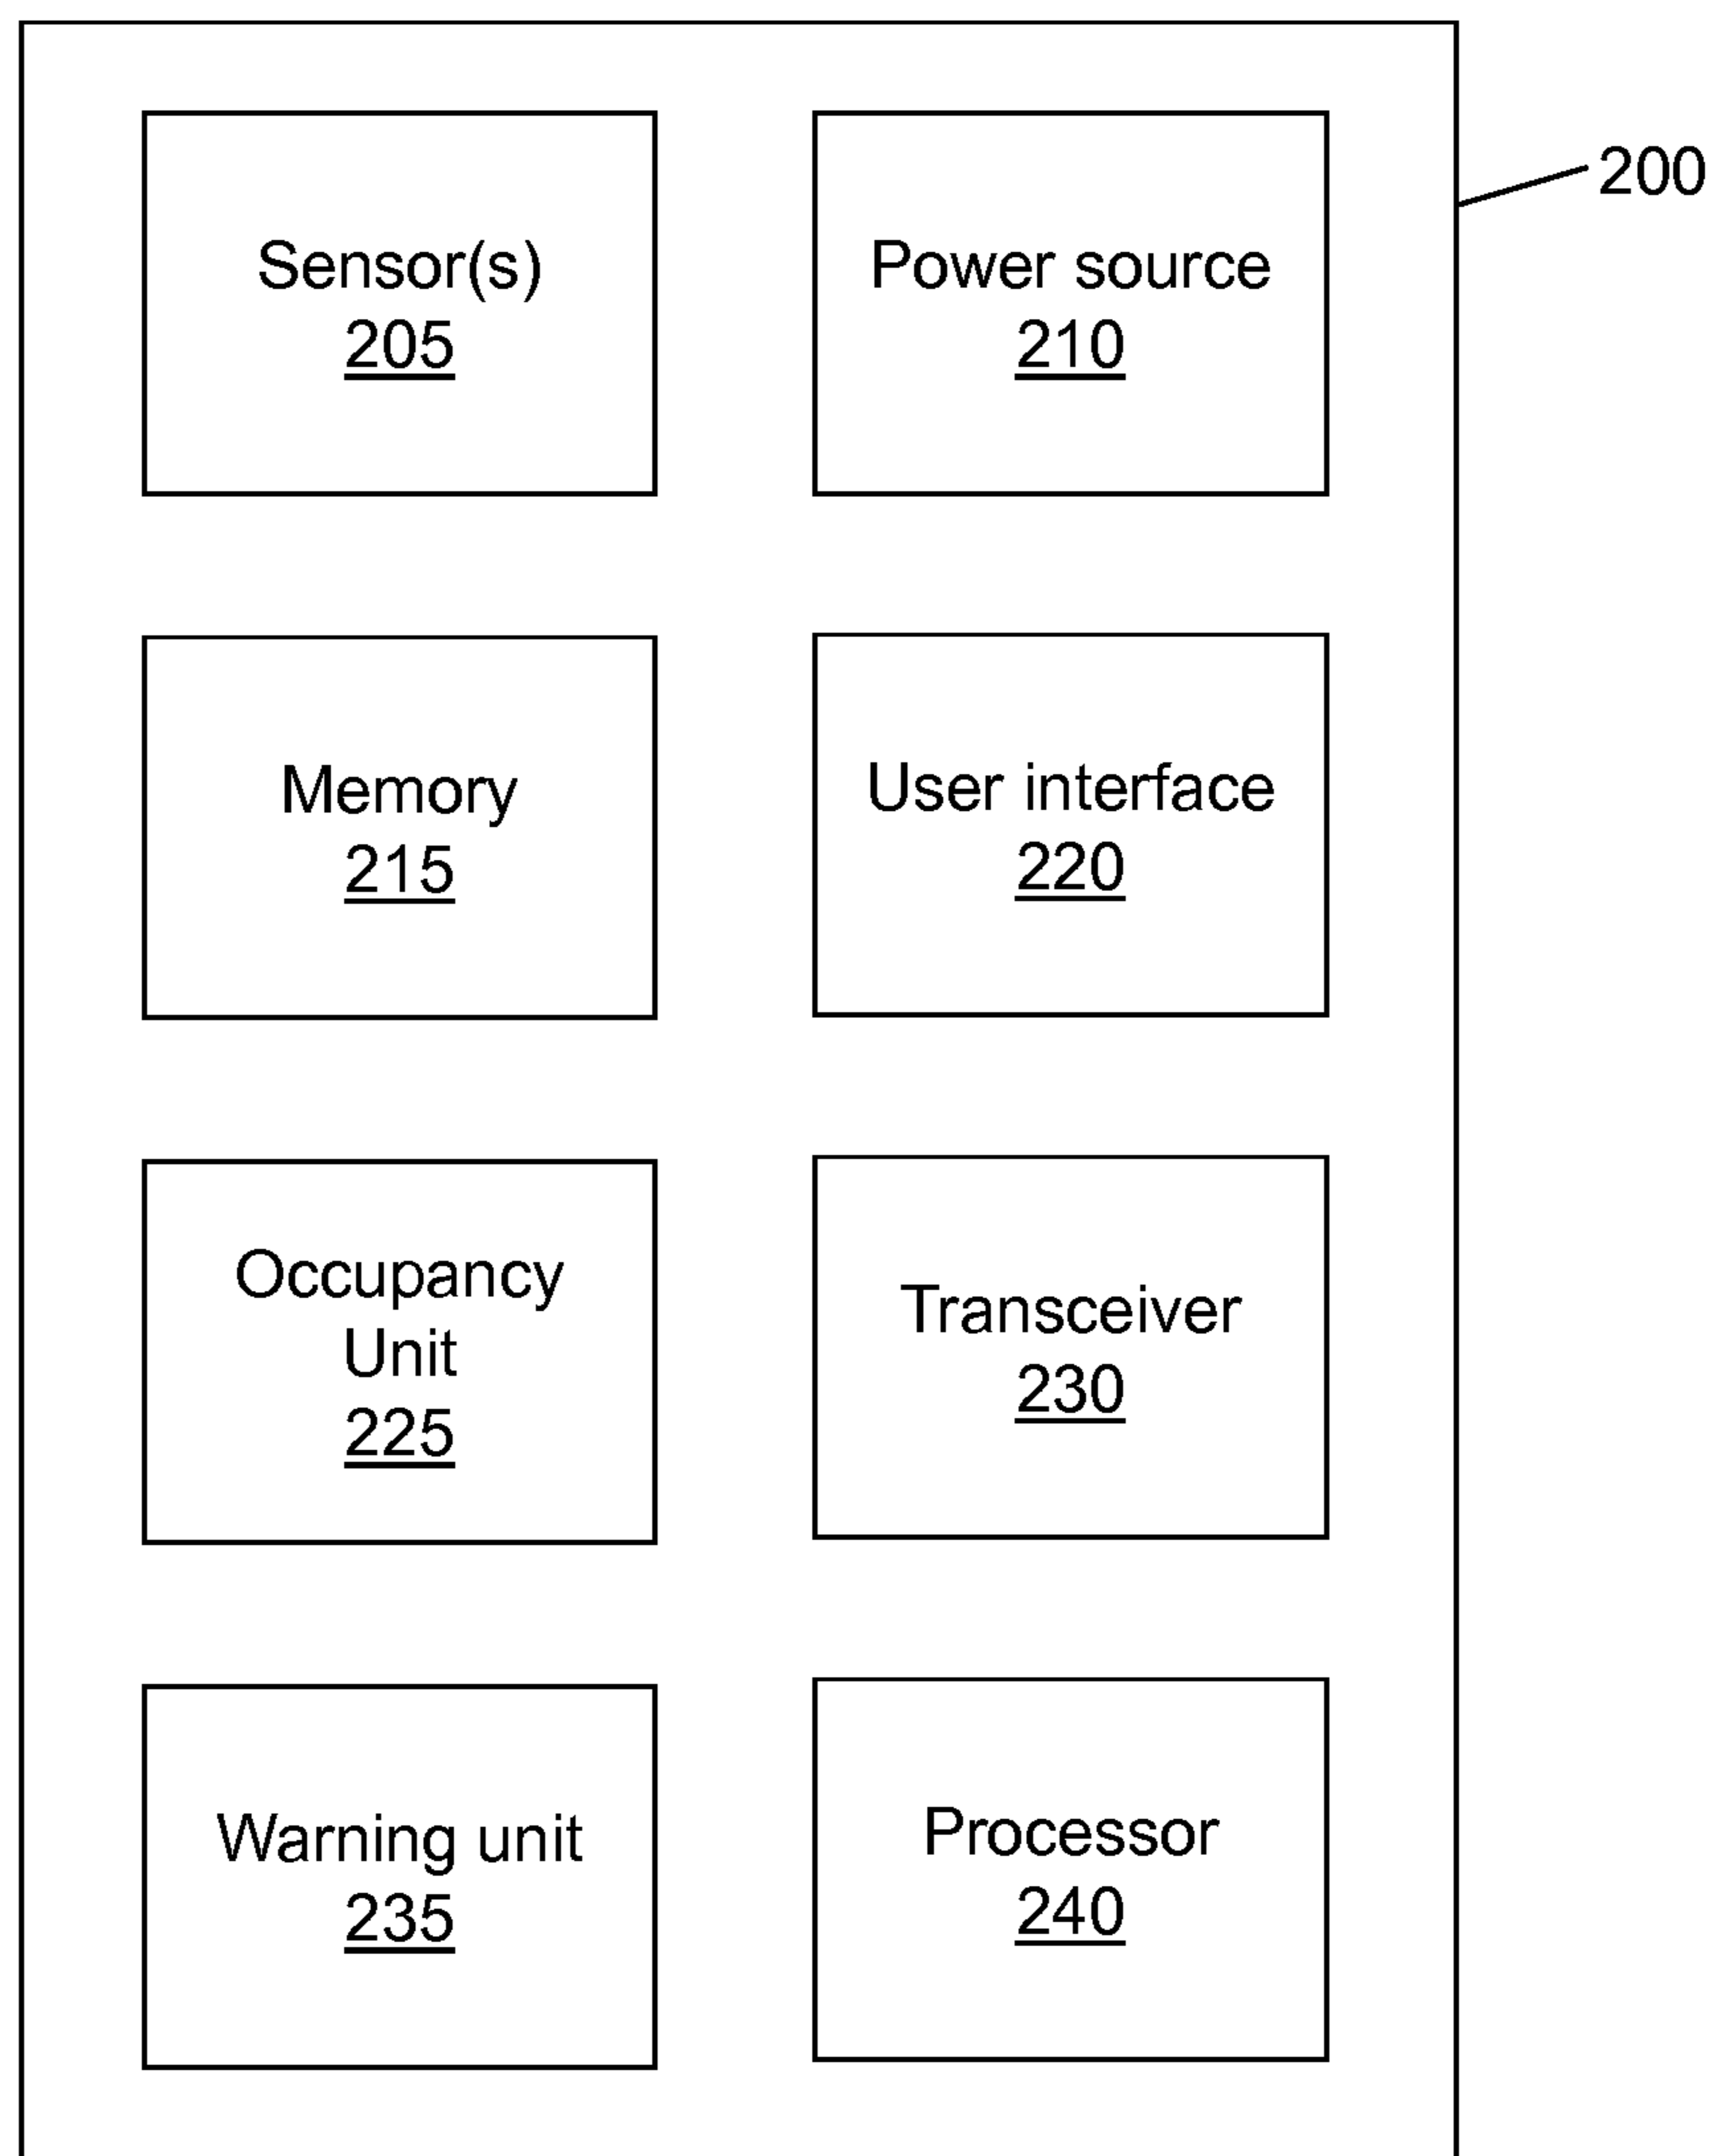 200
Sensor(s)
205
Power source
210
Memory
215
User interface
220
Occupancy
Unit
225
Transceiver
230
Warning unit
235
Processor
240